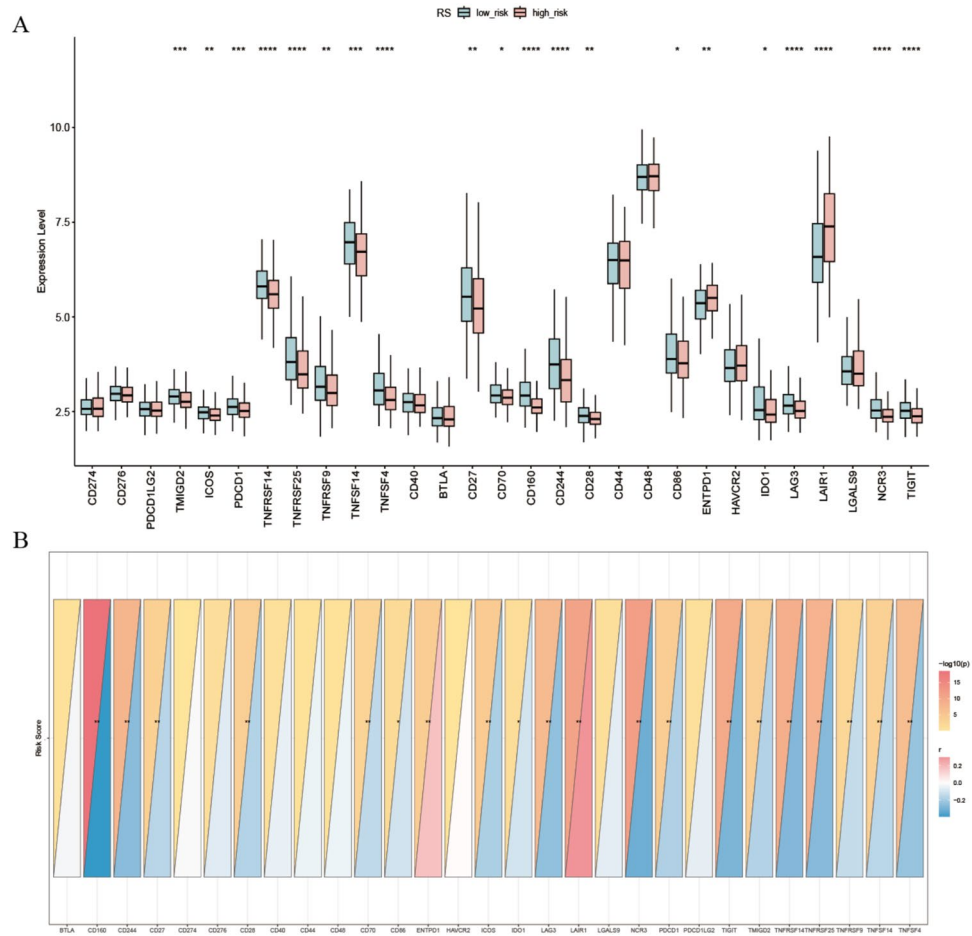 RS low_risk high_risk
A
*** ** *** **** **** ** *** **** ** * **** **** ** * ** * **** **** **** ****
Expression Level
10.0
7.5
5.0
2.5
CD274 CD276 PDCD1LG2 TMIGD2 ICOS PDCD1 TNFRSF14 TNFRSF25 TNFRSF9 TNFSF14 TNFSF4 CD40 BTLA CD27 CD70 CD160 CD244 CD28 CD44 CD48 CD86 ENTPD1 HAVCR2 IDO1 LAG3 LAIR1 LGALS9 NCR3 TIGIT
B
Risk Score
** ** ** ** ** * ** ** * ** ** ** ** ** ** ** ** ** ** **
−log10(p)
15
10
5
r
0.2
0.0
−0.2
BTLA CD160 CD244 CD27 CD274 CD276 CD28 CD40 CD44 CD48 CD70 CD86 ENTPD1 HAVCR2 ICOS IDO1 LAG3 LAIR1 LGALS9 NCR3 PDCD1 PDCD1LG2 TIGIT TMIGD2 TNFRSF14 TNFRSF25 TNFRSF9 TNFSF14 TNFSF4